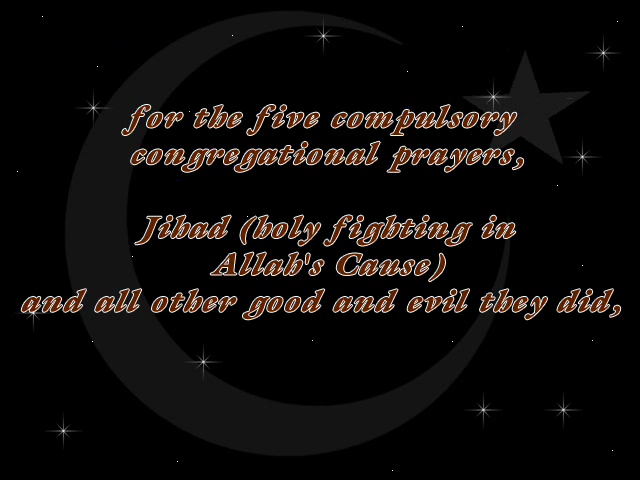 for the five compulsory
congregational prayers,
Jihad (holy fighting in
Allah's Cause)
and all other good and evil they did,